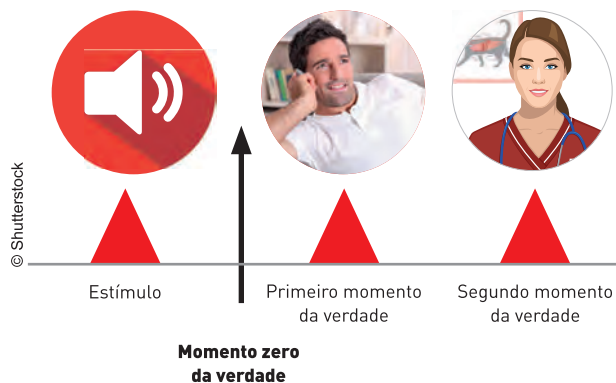 © Shutterstock
Estímulo
Primeiro momento
da verdade
Segundo momento
da verdade
Momento zero
da verdade